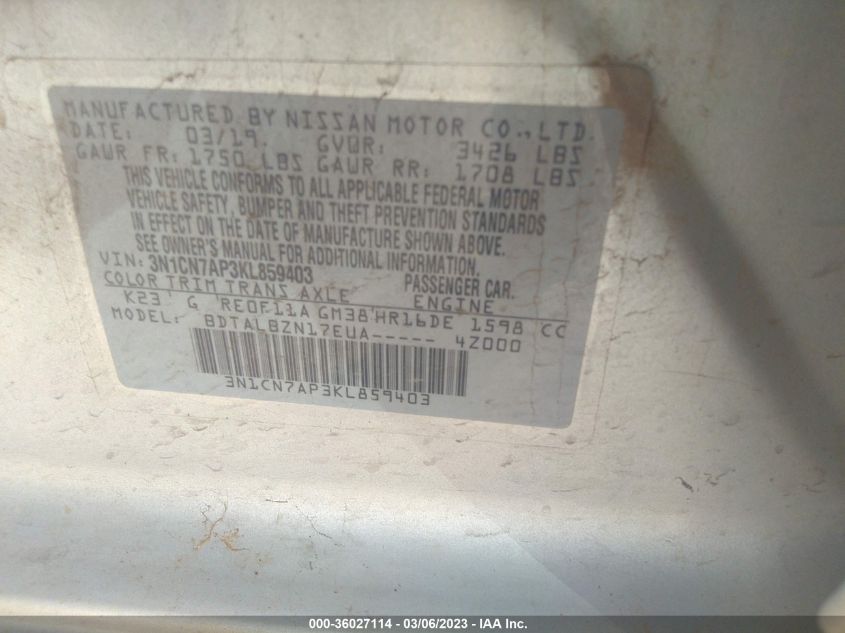 MANUFACTURED BY NISSAN MOTOR CO., LTD.
DATE: 03/19. GVWR: 3426 LBS
GAWR FR: 1750 LBS GAWR RR: 1708 LBS
THIS VEHICLE CONFORMS TO ALL APPLICABLE FEDERAL MOTOR
VEHICLE SAFETY, BUMPER AND THEFT PREVENTION STANDARDS
IN EFFECT ON THE DATE OF MANUFACTURE SHOWN ABOVE.
SEE OWNER'S MANUAL FOR ADDITIONAL INFORMATION.
VIN: 3N1CN7AP3KL859403 PASSENGER CAR.
COLOR TRIM TRANS AXLE ENGINE
K23 G RE0F11A GM38 HR16DE 1598 CC
MODEL: BDTALBZN17EUA----- 4Z000
3N1CN7AP3KL859403
000-36027114 - 03/06/2023 - IAA Inc.